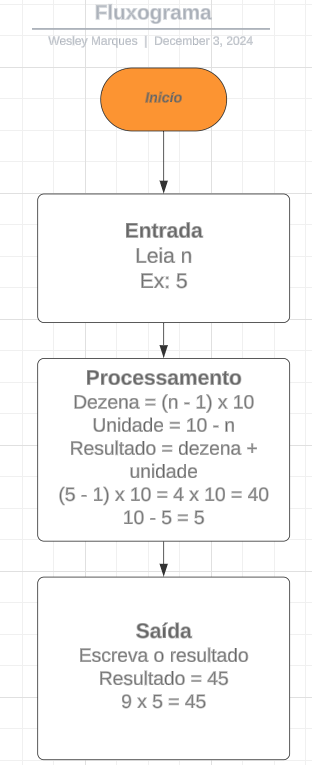 Fluxograma
Wesley Marques | December 3, 2024
Inicío
Entrada
Leia n
Ex: 5
Processamento
Dezena = (n - 1) x 10
Unidade = 10 - n
Resultado = dezena +
unidade
(5 - 1) x 10 = 4 x 10 = 40
10 - 5 = 5
Saída
Escreva o resultado
Resultado = 45
9 x 5 = 45